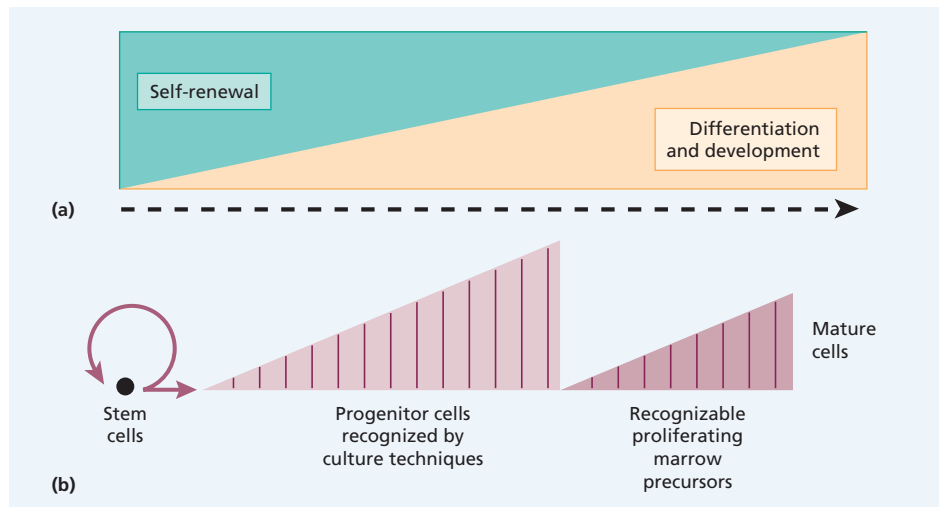 Self-renewal
Differentiation
and development
(a)
Mature
cells
Stem
cells
Progenitor cells
recognized by
culture techniques
Recognizable
proliferating
marrow
precursors
(b)